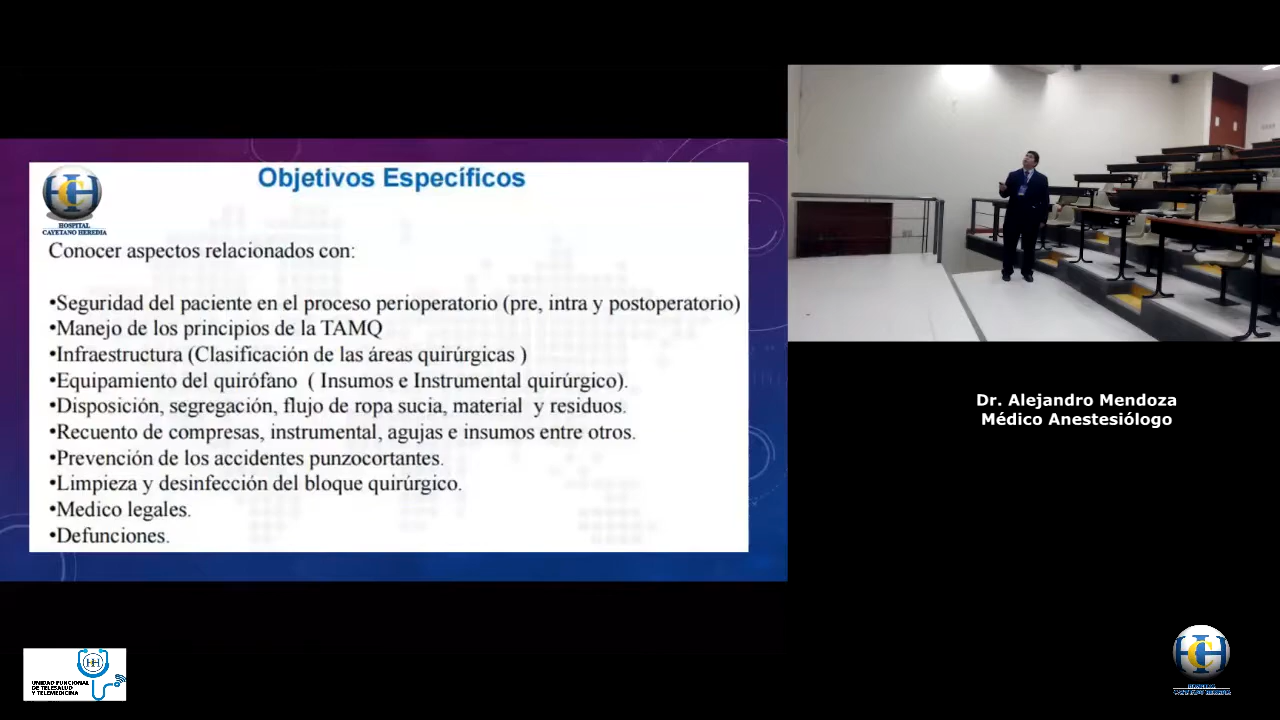 Objetivos Específicos
HOSPITAL
CAYETANO HEREDIA
Conocer aspectos relacionados con:
•Seguridad del paciente en el proceso perioperatorio (pre, intra y postoperatorio)
•Manejo de los principios de la TAMQ
•Infraestructura (Clasificación de las áreas quirúrgicas )
•Equipamiento del quirófano ( Insumos e Instrumental quirúrgico).
•Disposición, segregación, flujo de ropa sucia, material y residuos.
•Recuento de compresas, instrumental, agujas e insumos entre otros.
•Prevención de los accidentes punzocortantes.
•Limpieza y desinfección del bloque quirúrgico.
•Medico legales.
•Defunciones.
Dr. Alejandro Mendoza
Médico Anestesiólogo
UNIDAD FUNCIONAL
DE TELESALUD
Y TELEMEDICINA
HOSPITAL
CAYETANO HEREDIA